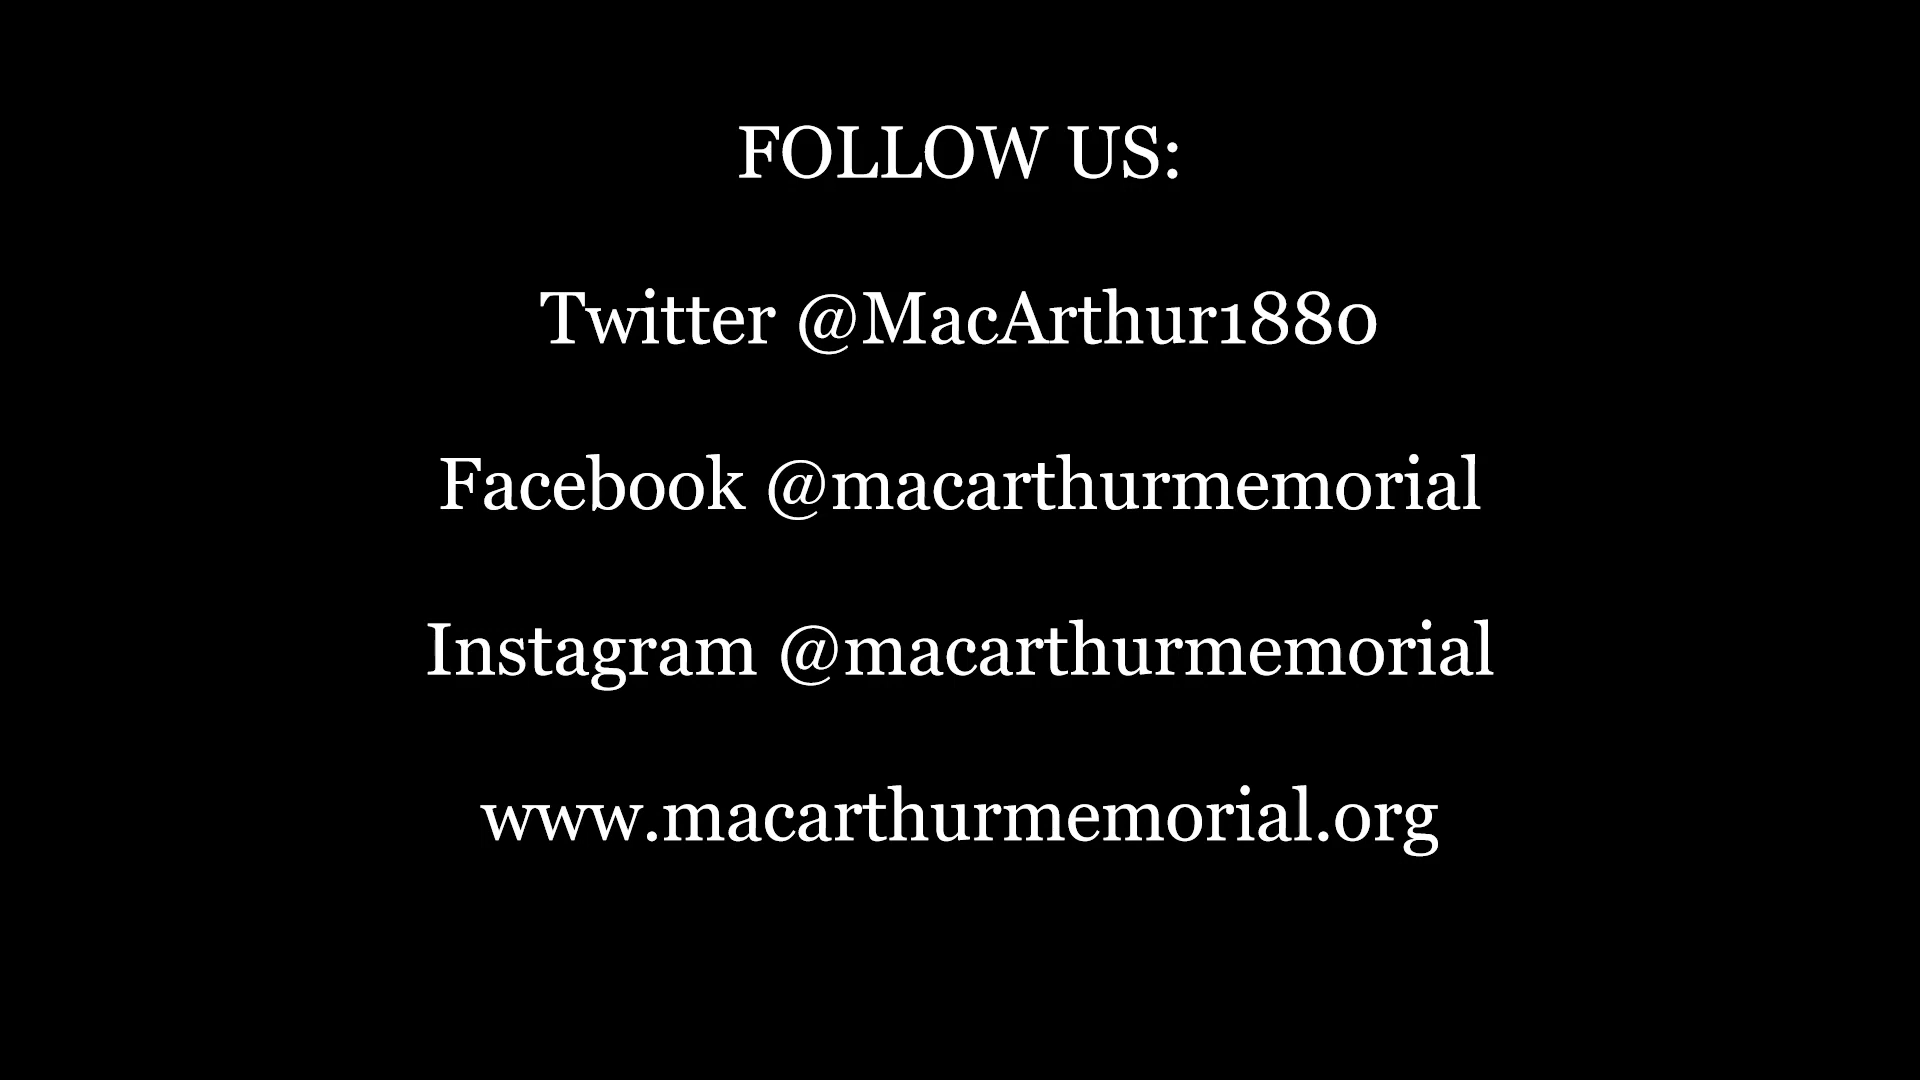 FOLLOW US:
Twitter @MacArthur1880
Facebook @macarthurmemorial
Instagram @macarthurmemorial
www.macarthurmemorial.org